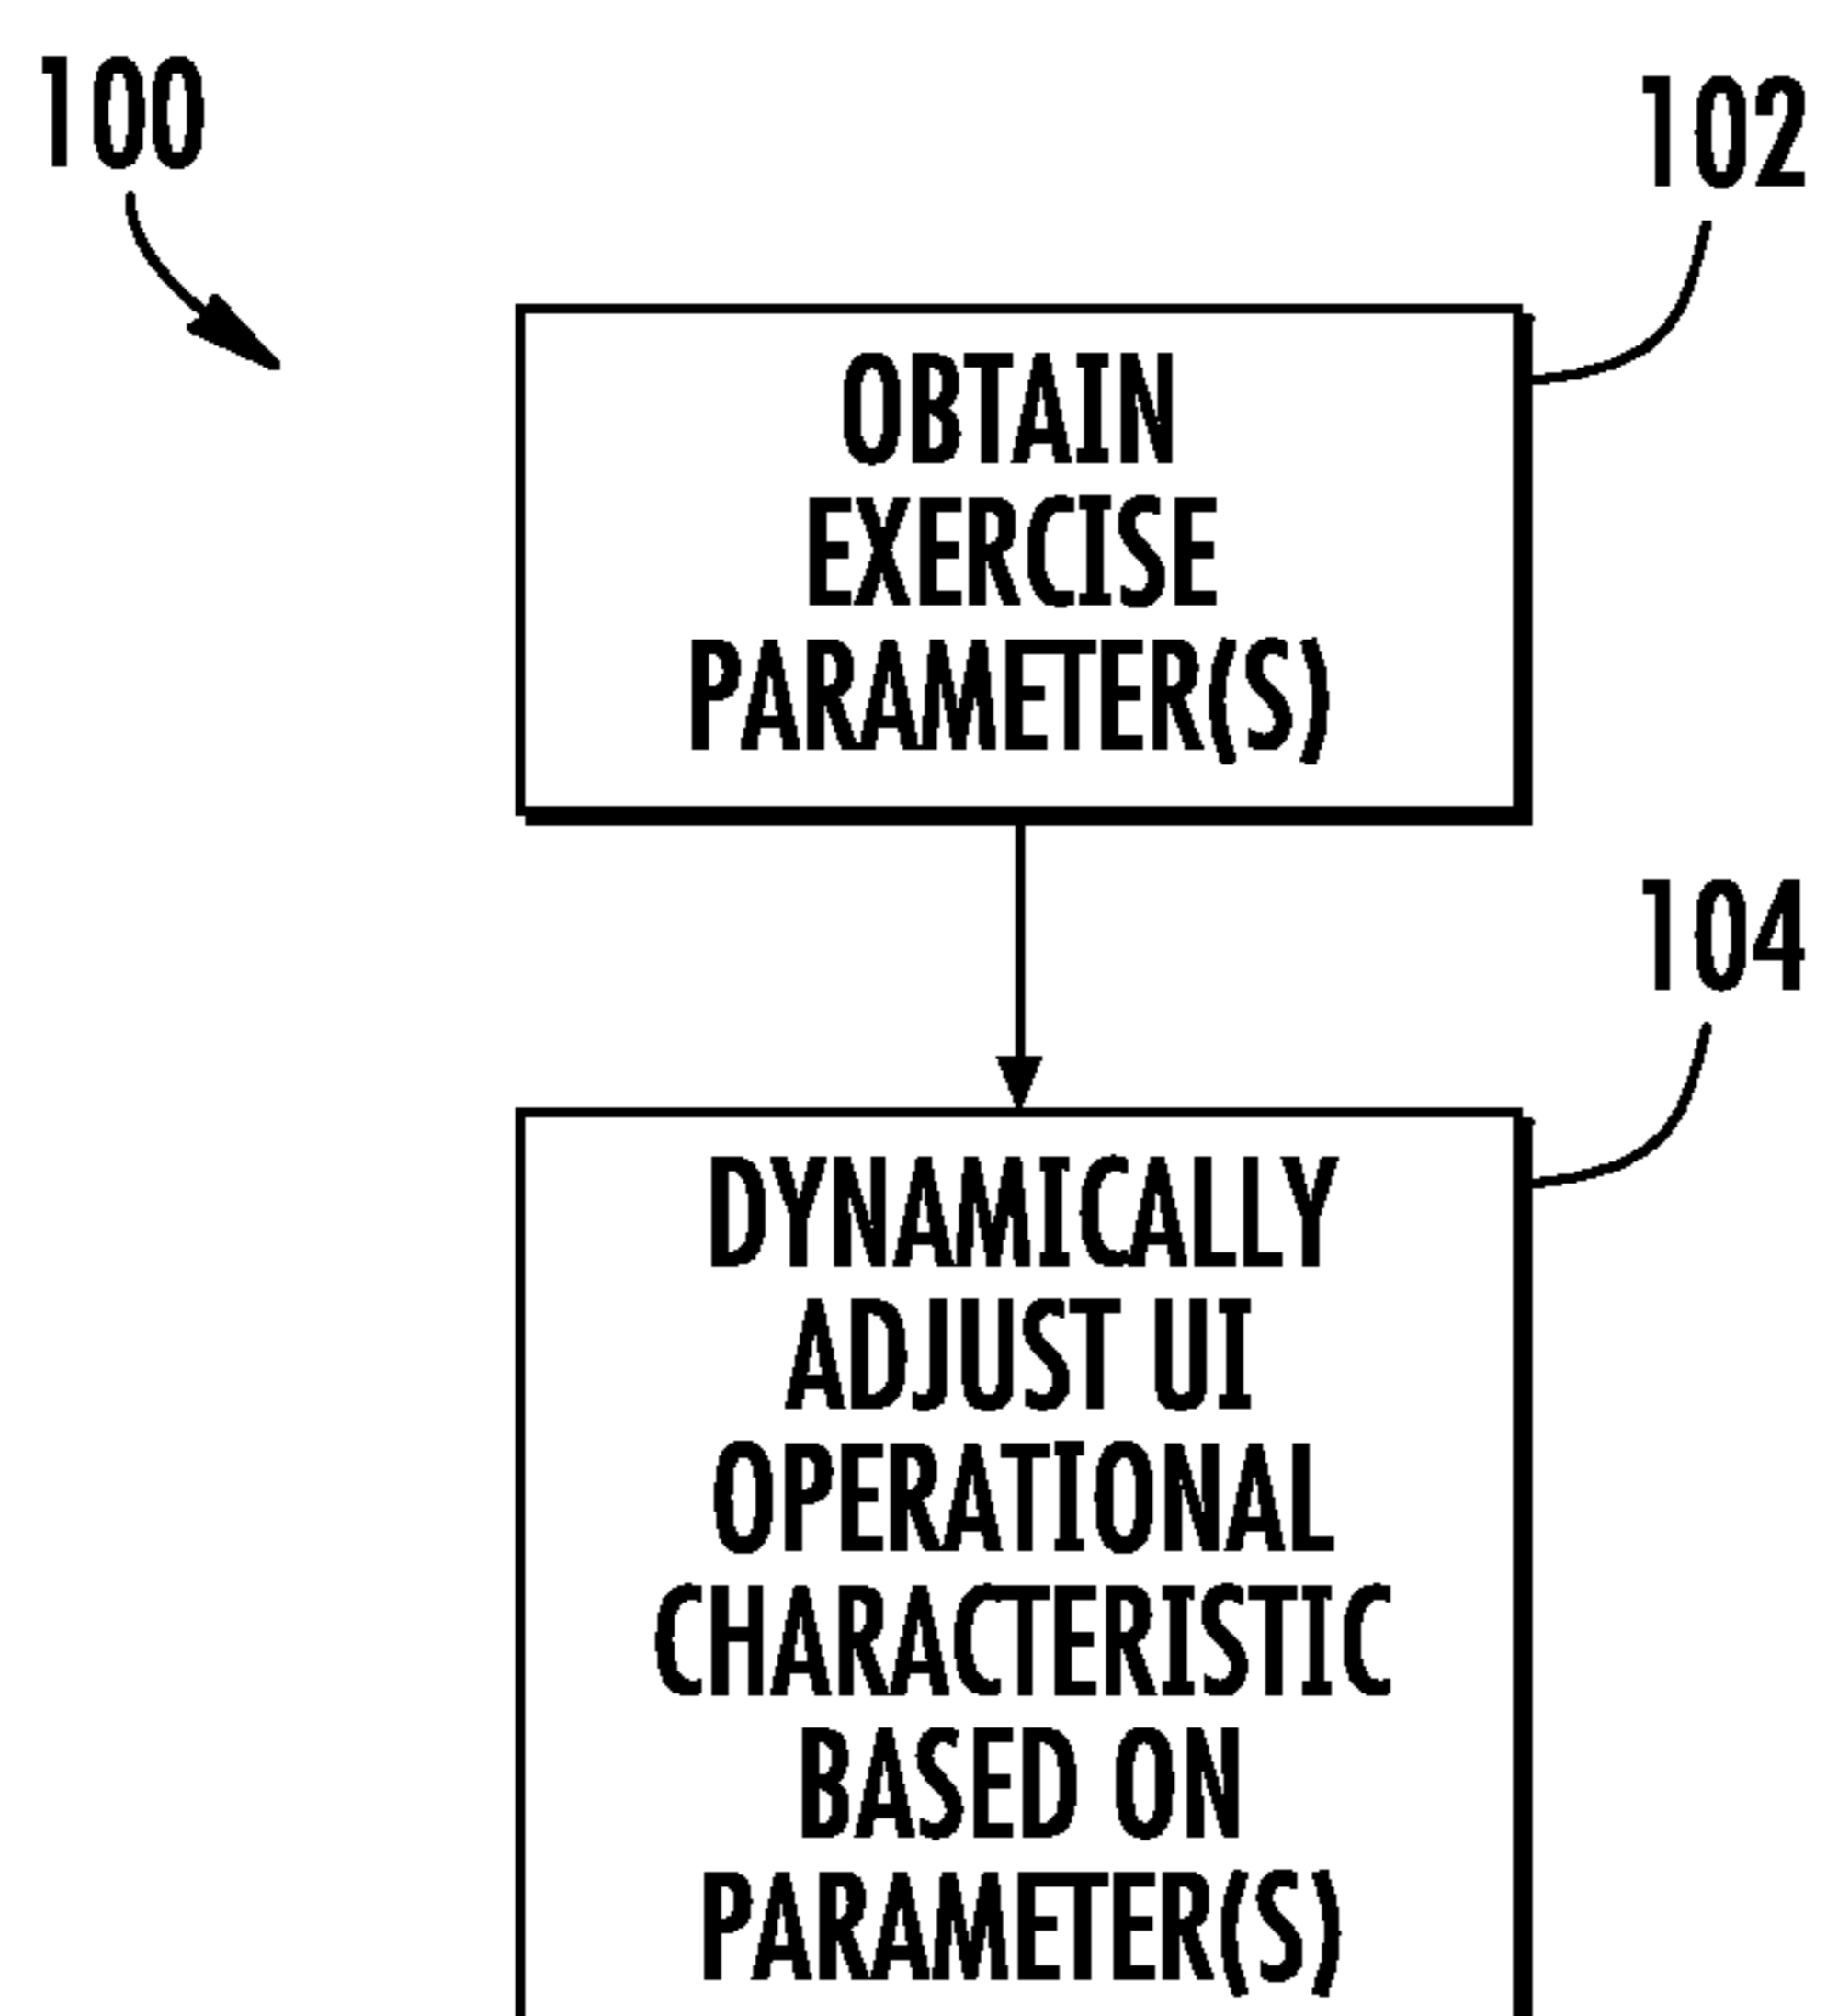 100
102
OBTAIN
EXERCISE
PARAMETER(S)
104
DYNAMICALLY
ADJUST UI
OPERATIONAL
CHARACTERISTIC
BASED ON
PARAMETER(S)